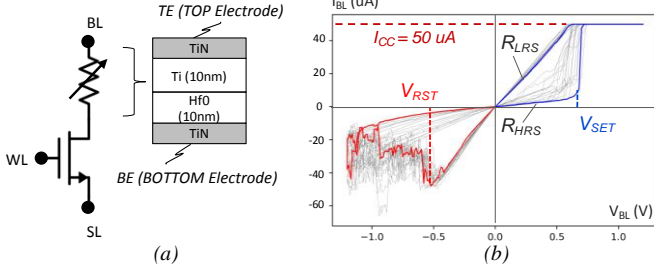 (a)
TE (TOP Electrode)
BL
TiN
Ti (10nm)
Hf0
(10nm)
TiN
WL
BE (BOTTOM Electrode)
SL
(a)
I_BL (uA)
40
20
0
-20
-40
-60
I_CC = 50 uA
R_LRS
V_RST
R_HRS
V_SET
V_BL (V)
−1.0
−0.5
0.0
0.5
1.0
(b)